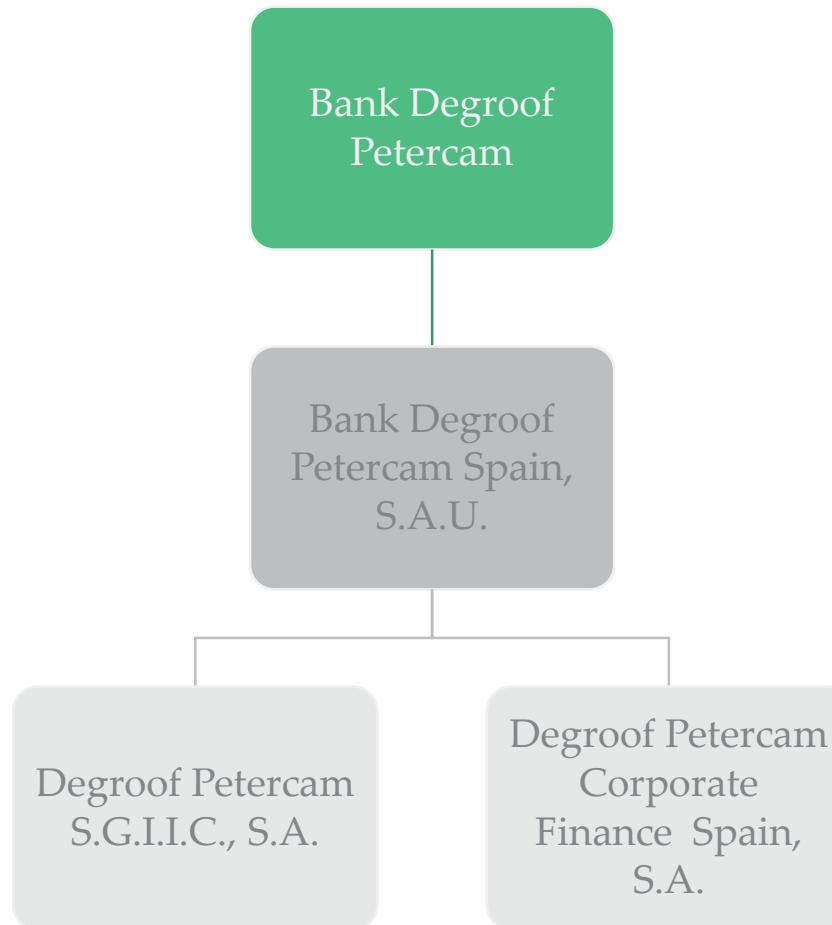 Bank Degroof
Petercam
Bank Degroof
Petercam Spain,
S.A.U.
Degroof Petercam
S.G.I.I.C., S.A.
Degroof Petercam
Corporate
Finance  Spain,
S.A.